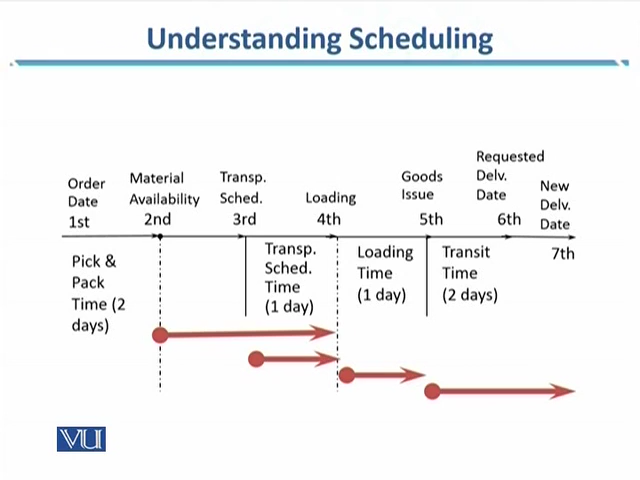 Understanding Scheduling
Order
Date
1st
Material
Availability
2nd
Transp.
Sched.
3rd
Loading
4th
Goods
Issue
5th
Requested
Delv.
Date
6th
New
Delv.
Date
7th
Pick &
Pack
Time (2
days)
Transp.
Sched.
Time
(1 day)
Loading
Time
(1 day)
Transit
Time
(2 days)
VU